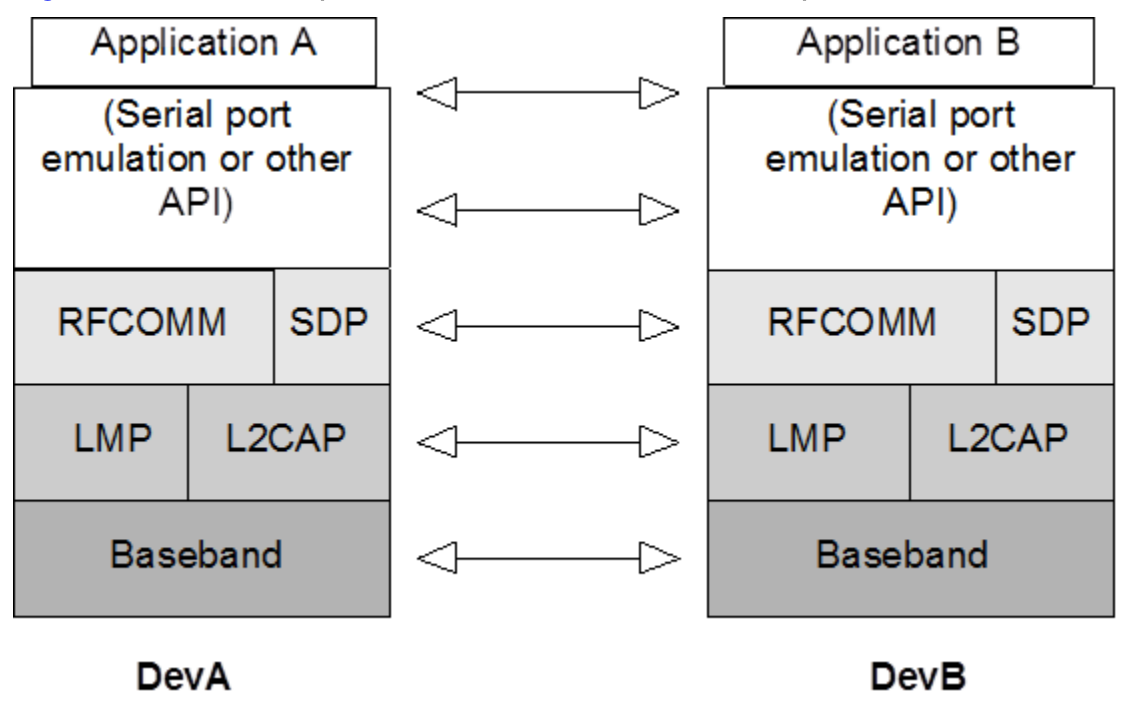 Application A
(Serial port
emulation or other
API)
RFCOMM SDP
LMP L2CAP
Baseband
DevA
Application B
(Serial port
emulation or other
API)
RFCOMM SDP
LMP L2CAP
Baseband
DevB